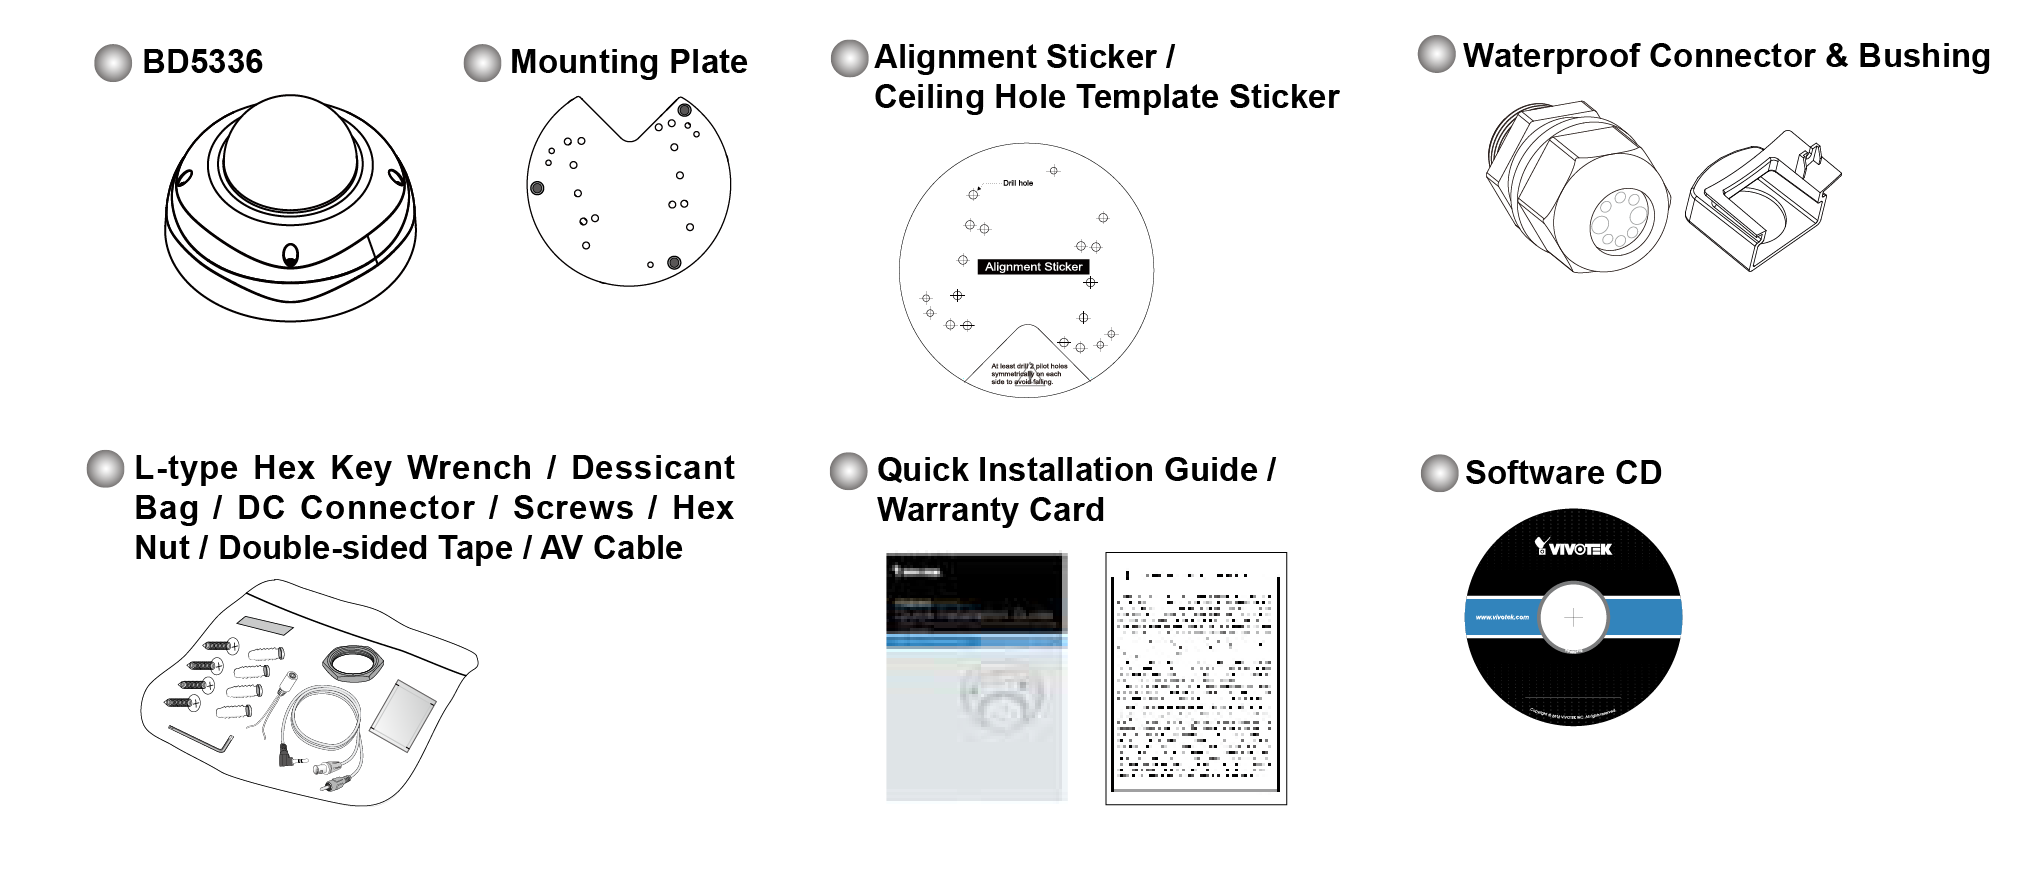 BD5336
Mounting Plate
Alignment Sticker /
Ceiling Hole Template Sticker
Drill hole
Alignment Sticker
At least drill 2 pilot holes
symmetrically on each
side to avoid falling.
Waterproof Connector & Bushing
L-type Hex Key Wrench / Dessicant
Bag / DC Connector / Screws / Hex
Nut / Double-sided Tape / AV Cable
Quick Installation Guide /
Warranty Card
Software CD
VIVOTEK
www.vivotek.com